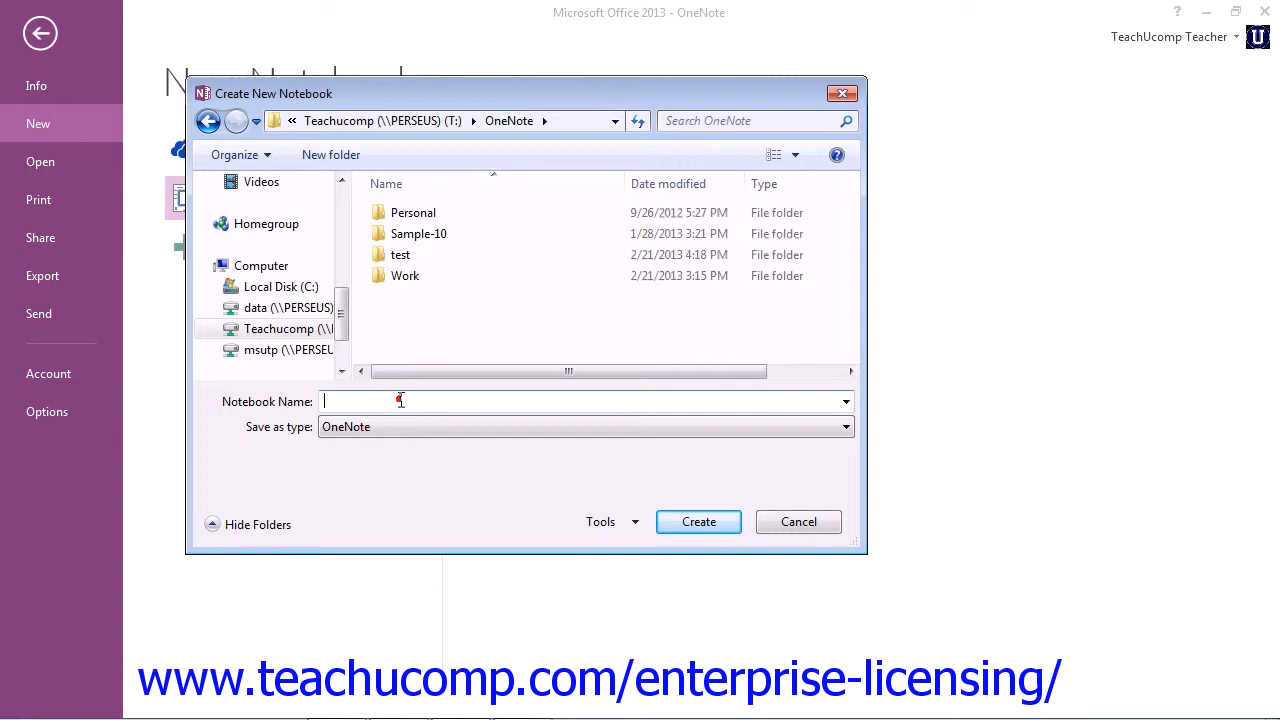 Microsoft Office 2013 - OneNote
?
TeachUcomp Teacher
U
Info
New
Open
Print
Share
Export
Send
Account
Options
Create New Notebook
« Teachucomp (\\PERSEUS) (T:) OneNote
Search OneNote
Organize New folder
?
Videos
Homegroup
Computer
Local Disk (C:)
data (\\PERSEUS)
Teachucomp (\\
msutp (\\PERSEU
Name Date modified Type
Personal 9/26/2012 5:27 PM File folder
Sample-10 1/28/2013 3:21 PM File folder
test 2/21/2013 4:18 PM File folder
Work 2/21/2013 3:15 PM File folder
Notebook Name:
Save as type: OneNote
Hide Folders
Tools Create Cancel
www.teachucomp.com/enterprise-licensing/